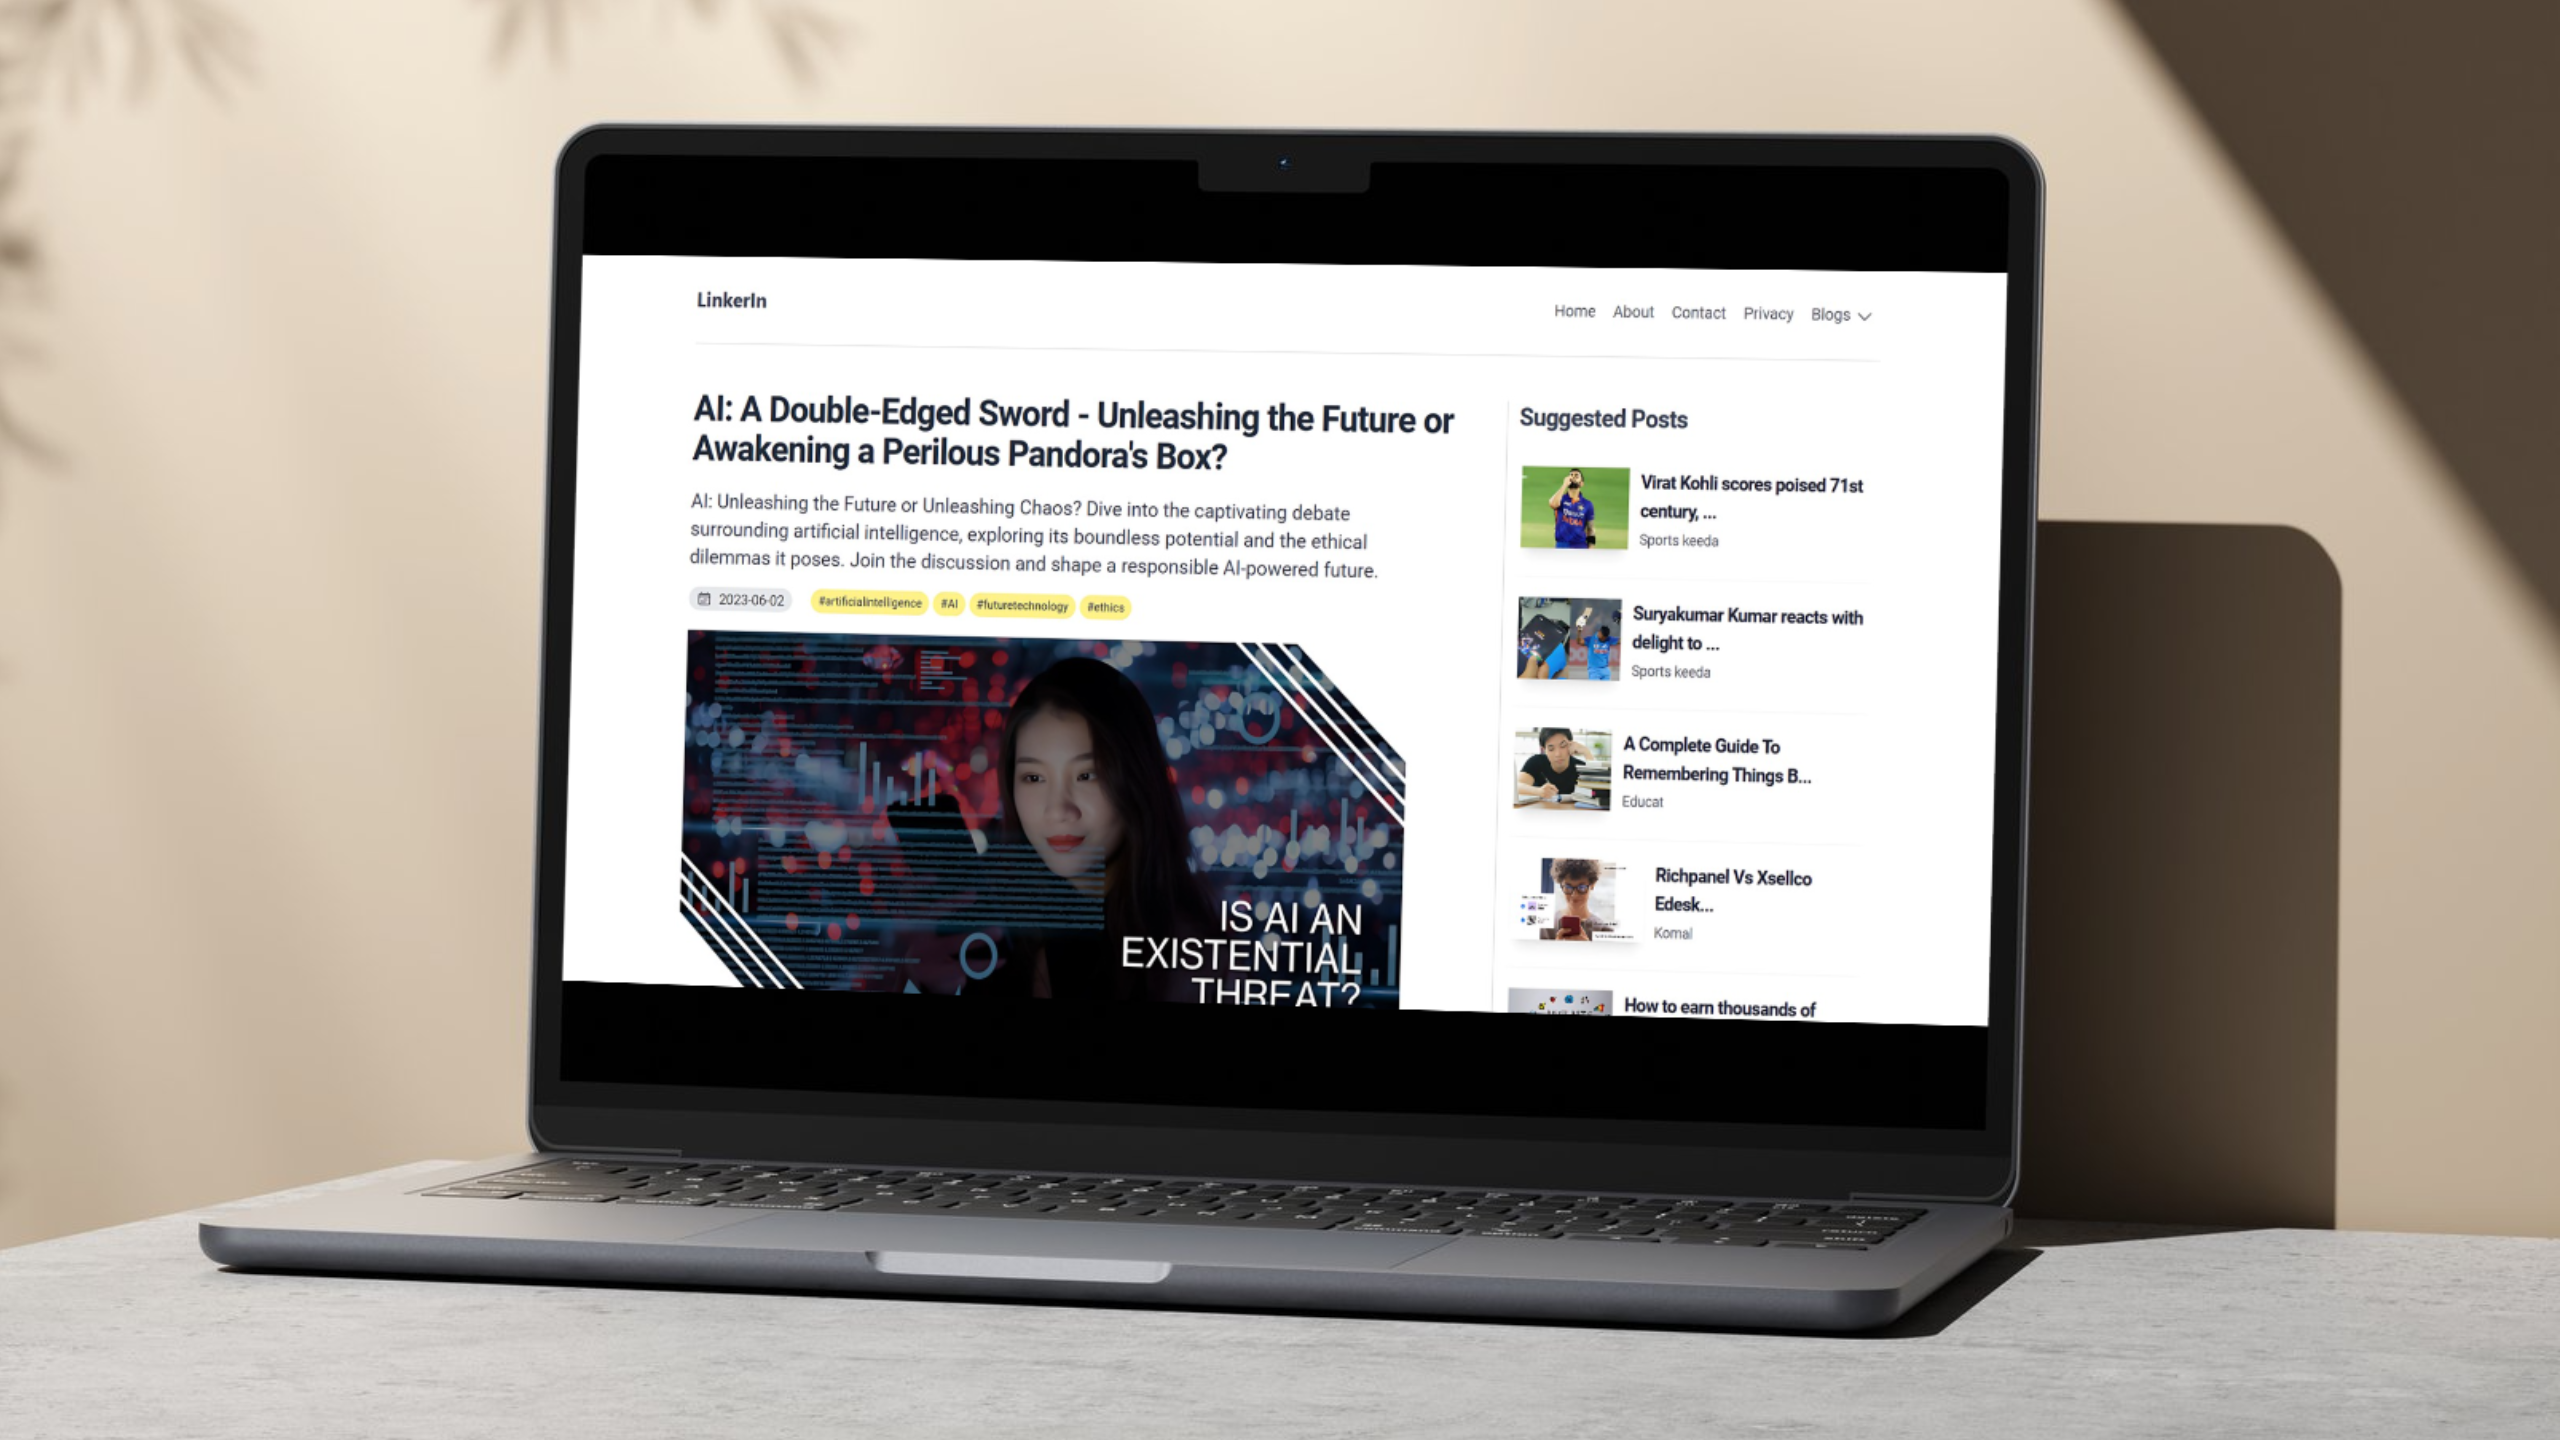 LinkerIn
Home About Contact Privacy Blogs
AI: A Double-Edged Sword - Unleashing the Future or
Awakening a Perilous Pandora's Box?
AI: Unleashing the Future or Unleashing Chaos? Dive into the captivating debate
surrounding artificial intelligence, exploring its boundless potential and the ethical
dilemmas it poses. Join the discussion and shape a responsible AI-powered future.
2023-06-02 #artificialintelligence #AI #futuretechnology #ethics
IS AI AN
EXISTENTIAL
THREAT?
Suggested Posts
Virat Kohli scores poised 71st
century, ...
Sports keeda
Suryakumar Kumar reacts with
delight to ...
Sports keeda
A Complete Guide To
Remembering Things B...
Educat
Richpanel Vs Xsellco
Edesk...
Komal
How to earn thousands of